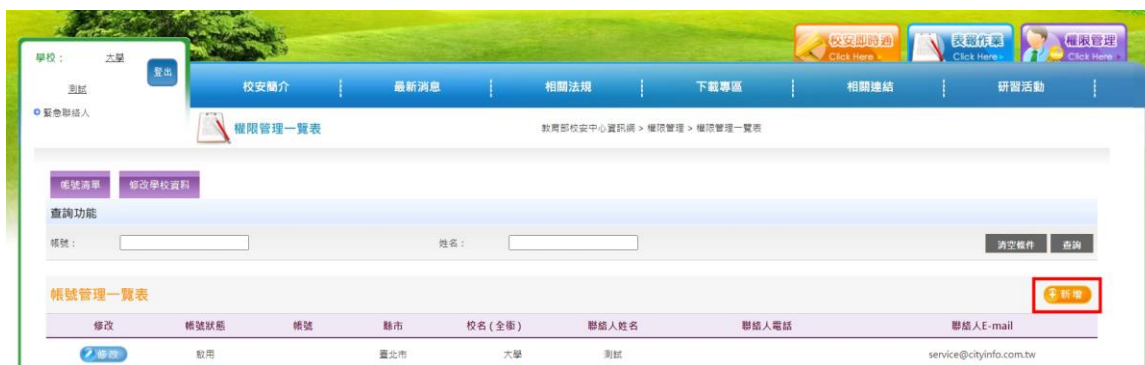 校安即時通 表報作業 權限管理
Click Here Click Here Click Here
學校： 大學
登出
測試
校安簡介 最新消息 相關法規 下載專區 相關連結 研習活動
緊急聯絡人
權限管理一覽表 教育部校安中心資訊網 > 權限管理 > 權限管理一覽表
帳號清單 修改學校資料
查詢功能
帳號： 姓名： 清空條件 查詢
帳號管理一覽表 新增
修改 帳號狀態 帳號 縣市 校名(全銜) 聯絡人姓名 聯絡人電話 聯絡人E-mail
修改 啟用 臺北市 大學 測試 service@cityinfo.com.tw